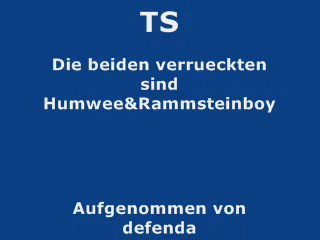 TS
Die beiden verrueckten
sind
Humwee&Rammsteinboy
Aufgenommen von
defenda